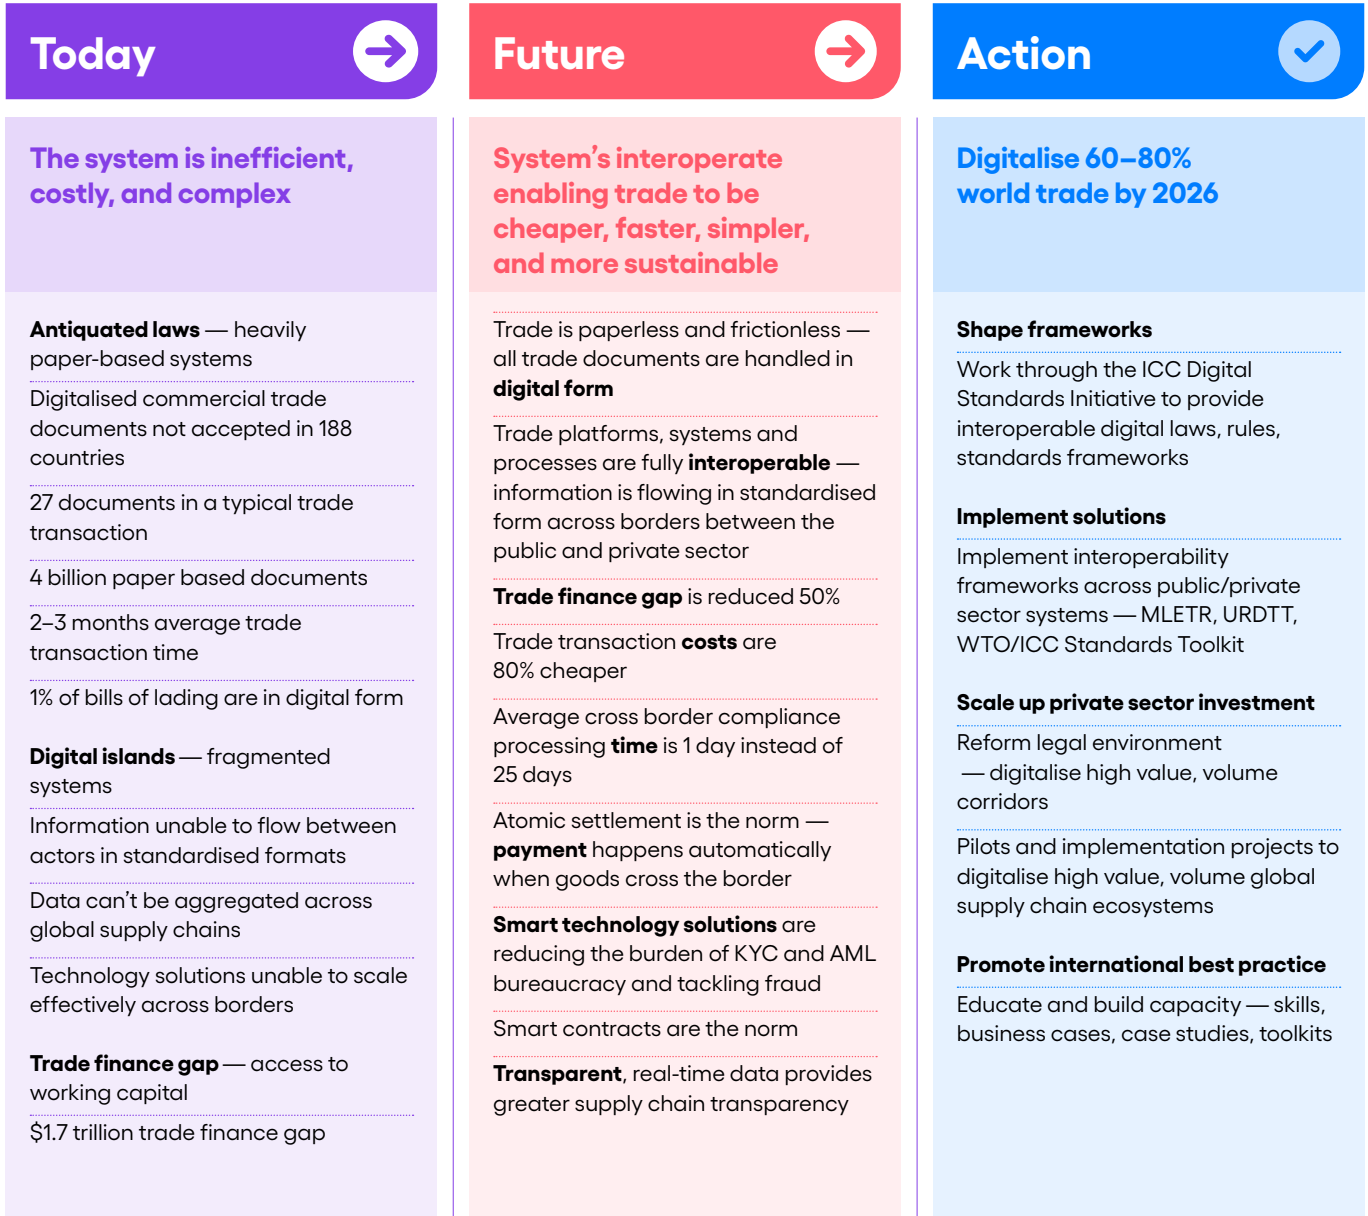 Today
The system is inefficient,
costly, and complex
Antiquated laws — heavily
paper-based systems
Digitalised commercial trade
documents not accepted in 188
countries
27 documents in a typical trade
transaction
4 billion paper based documents
2–3 months average trade
transaction time
1% of bills of lading are in digital form
Digital islands — fragmented
systems
Information unable to flow between
actors in standardised formats
Data can’t be aggregated across
global supply chains
Technology solutions unable to scale
effectively across borders
Trade finance gap — access to
working capital
$1.7 trillion trade finance gap
Future
System’s interoperate
enabling trade to be
cheaper, faster, simpler,
and more sustainable
Trade is paperless and frictionless —
all trade documents are handled in
digital form
Trade platforms, systems and
processes are fully interoperable —
information is flowing in standardised
form across borders between the
public and private sector
Trade finance gap is reduced 50%
Trade transaction costs are
80% cheaper
Average cross border compliance
processing time is 1 day instead of
25 days
Atomic settlement is the norm —
payment happens automatically
when goods cross the border
Smart technology solutions are
reducing the burden of KYC and AML
bureaucracy and tackling fraud
Smart contracts are the norm
Transparent, real-time data provides
greater supply chain transparency
Action
Digitalise 60–80%
world trade by 2026
Shape frameworks
Work through the ICC Digital
Standards Initiative to provide
interoperable digital laws, rules,
standards frameworks
Implement solutions
Implement interoperability
frameworks across public/private
sector systems — MLETR, URDTT,
WTO/ICC Standards Toolkit
Scale up private sector investment
Reform legal environment
— digitalise high value, volume
corridors
Pilots and implementation projects to
digitalise high value, volume global
supply chain ecosystems
Promote international best practice
Educate and build capacity — skills,
business cases, case studies, toolkits